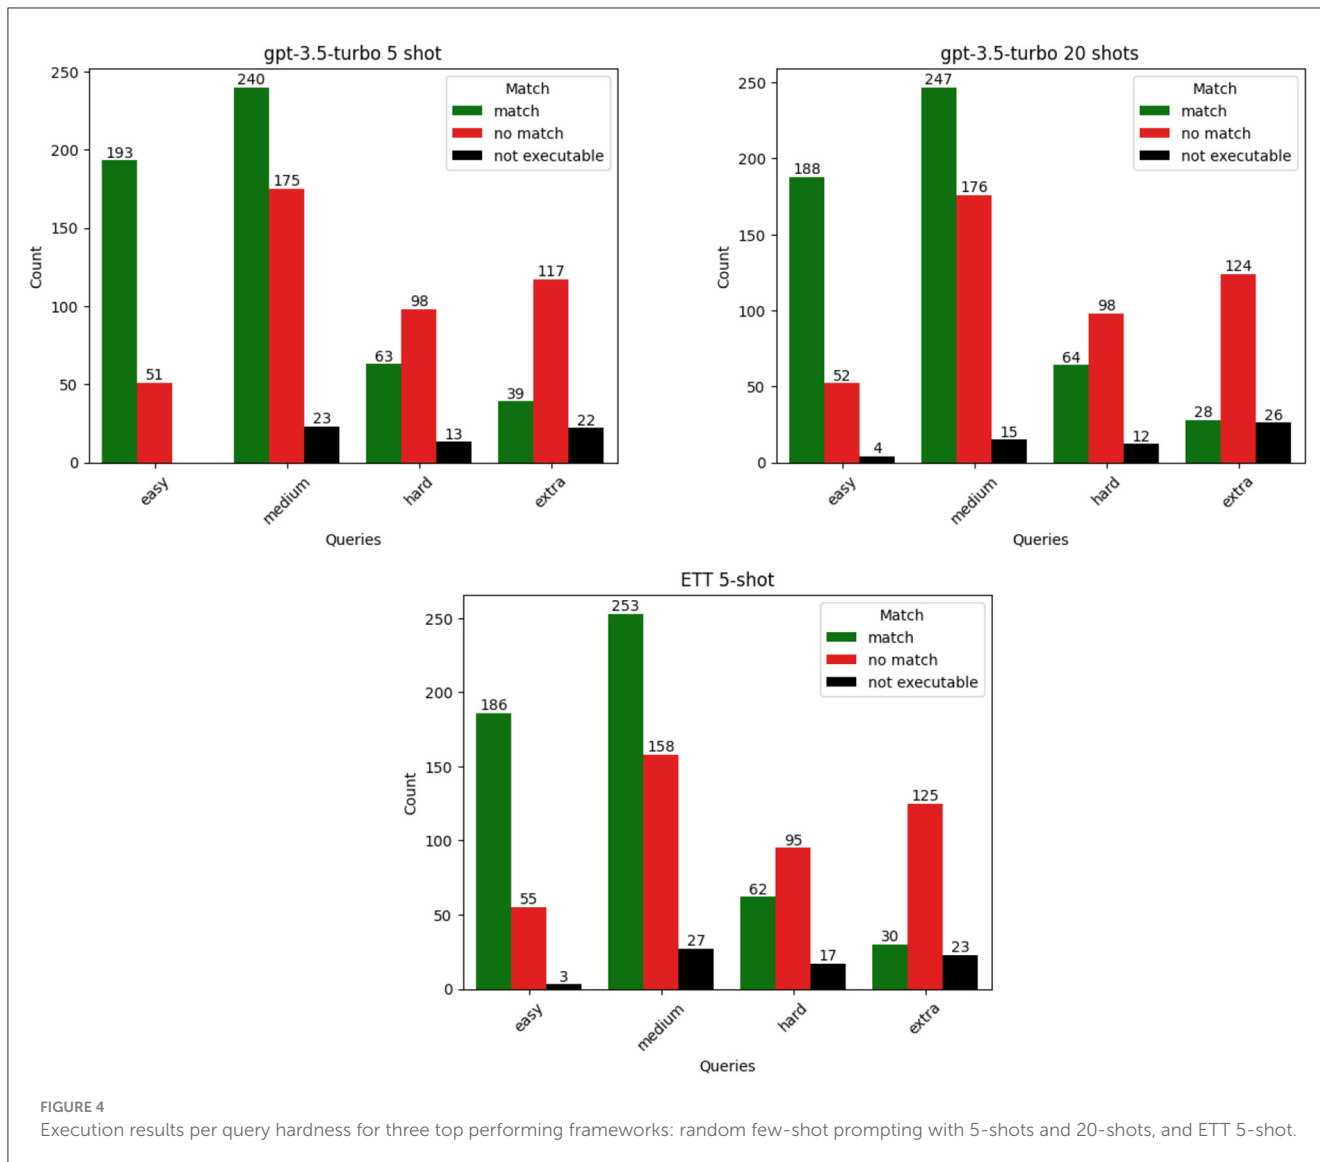 gpt-3.5-turbo 5 shot
250
200
150
100
50
0
Count
193
51
240
175
23
63
98
13
39
117
22
Match
match
no match
not executable
easy
medium
hard
extra
Queries
gpt-3.5-turbo 20 shots
250
200
150
100
50
0
Count
188
52
4
247
176
15
64
98
12
28
124
26
Match
match
no match
not executable
easy
medium
hard
extra
Queries
ETT 5-shot
250
200
150
100
50
0
Count
186
55
3
253
158
27
62
95
17
30
125
23
Match
match
no match
not executable
easy
medium
hard
extra
Queries
FIGURE 4
Execution results per query hardness for three top performing frameworks: random few-shot prompting with 5-shots and 20-shots, and ETT 5-shot.